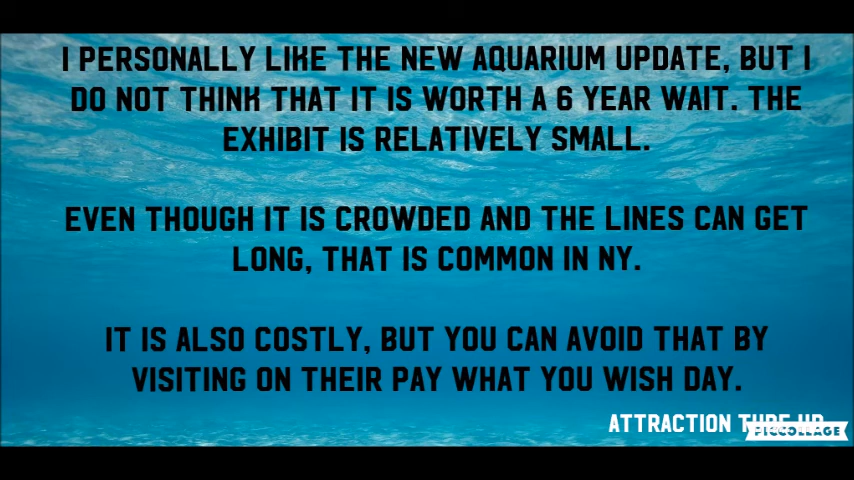 I PERSONALLY LIKE THE NEW AQUARIUM UPDATE, BUT I
DO NOT THINK THAT IT IS WORTH A 6 YEAR WAIT. THE
EXHIBIT IS RELATIVELY SMALL.
EVEN THOUGH IT IS CROWDED AND THE LINES CAN GET
LONG, THAT IS COMMON IN NY.
IT IS ALSO COSTLY, BUT YOU CAN AVOID THAT BY
VISITING ON THEIR PAY WHAT YOU WISH DAY.
ATTRACTION
PICCOLLAGE